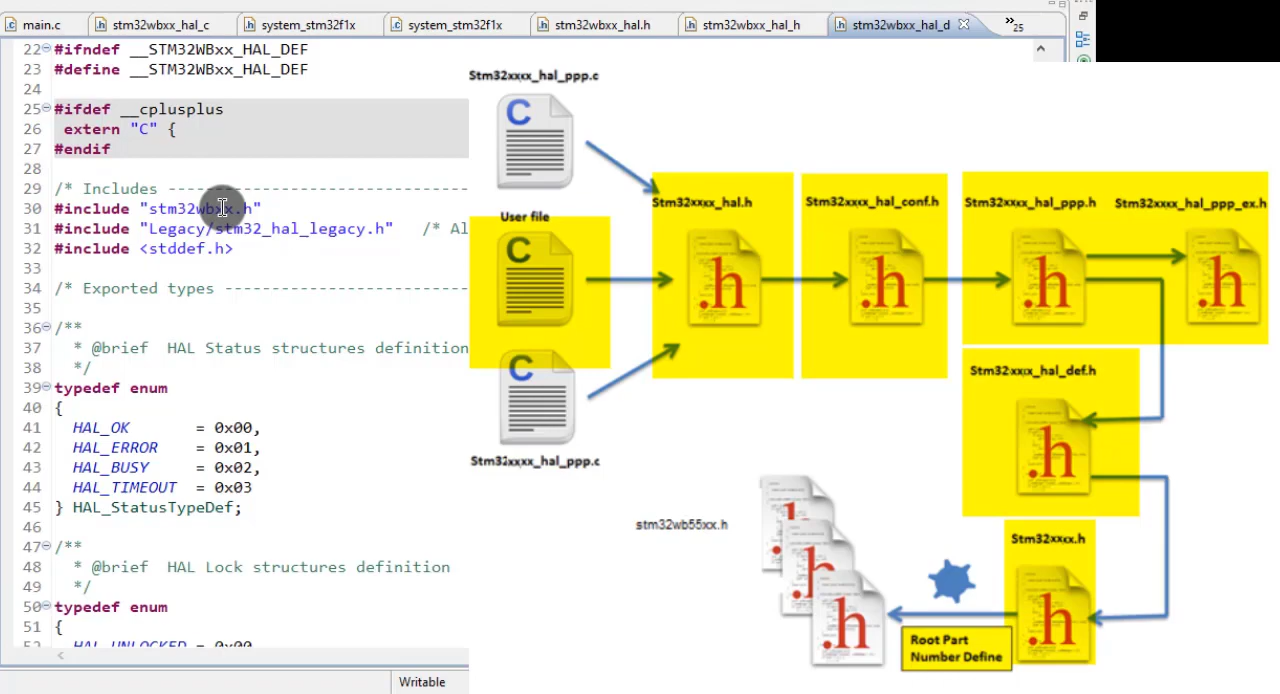 main.c
stm32wbxx_hal_c
system_stm32f1x
system_stm32f1x
stm32wbxx_hal.h
stm32wbxx_hal_h
stm32wbxx_hal_d
»25
22 #ifndef __STM32WBxx_HAL_DEF
23 #define __STM32WBxx_HAL_DEF
24
25 #ifdef __cplusplus
26 extern "C" {
27 #endif
28
29 /* Includes ---------------------------------
30 #include "stm32wbxx.h"
31 #include "Legacy/stm32_hal_legacy.h" /* Al
32 #include <stddef.h>
33
34 /* Exported types ---------------------------
35
36 /**
37 * @brief HAL Status structures definition
38 */
39 typedef enum
40 {
41 HAL_OK = 0x00,
42 HAL_ERROR = 0x01,
43 HAL_BUSY = 0x02,
44 HAL_TIMEOUT = 0x03
45 } HAL_StatusTypeDef;
46
47 /**
48 * @brief HAL Lock structures definition
49 */
50 typedef enum
51 {
52 HAL_UNLOCKED = 0x00
Writable
Stm32xxxx_hal_ppp.c
C
User file
C
C
Stm32xxxx_hal_ppp.c
Stm32xxxx_hal.h
.h
Stm32xxxx_hal_conf.h
.h
Stm32xxxx_hal_ppp.h
.h
Stm32xxxx_hal_ppp_ex.h
.h
Stm32xxxx_hal_def.h
.h
Stm32xxxx.h
.h
Root Part
Number Define
stm32wb55xx.h
.h
.h
.h